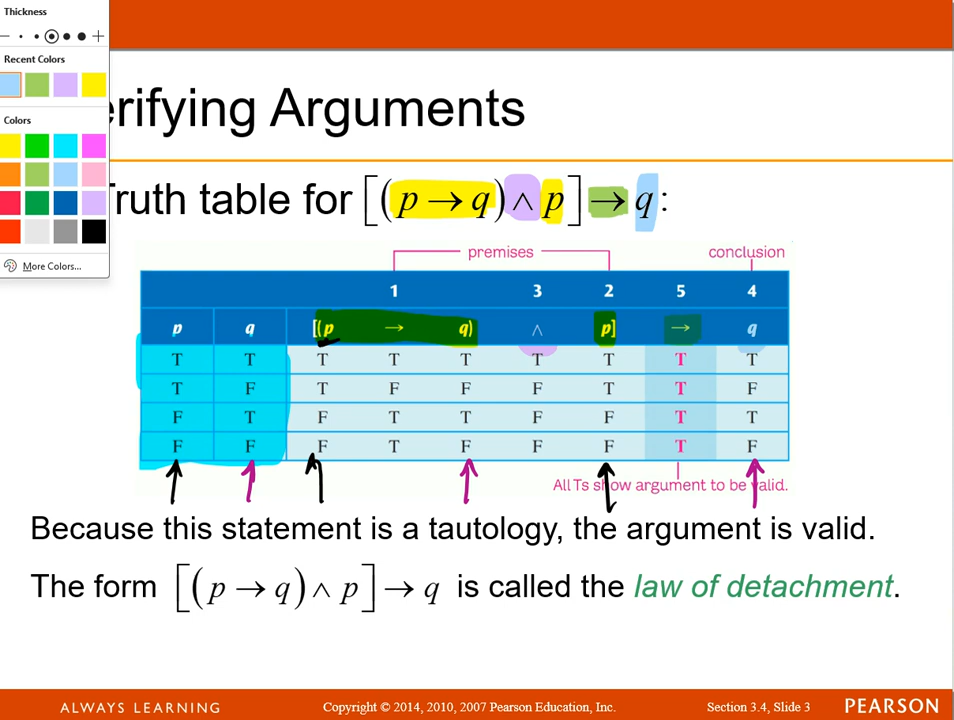 Thickness
Recent Colors
Colors
More Colors...
erifying Arguments
ruth table for [(p → q) ∧ p] → q :
premises conclusion
1 3 2 5 4
p q [(p → q) ∧ p] → q
T T T T T T T T T
T F T F F F T T F
F T F T T F F T T
F F F T F F F T F
All Ts show argument to be valid.
Because this statement is a tautology, the argument is valid.
The form [(p → q) ∧ p] → q is called the law of detachment.
ALWAYS LEARNING Copyright © 2014, 2010, 2007 Pearson Education, Inc. Section 3.4, Slide 3 PEARSON